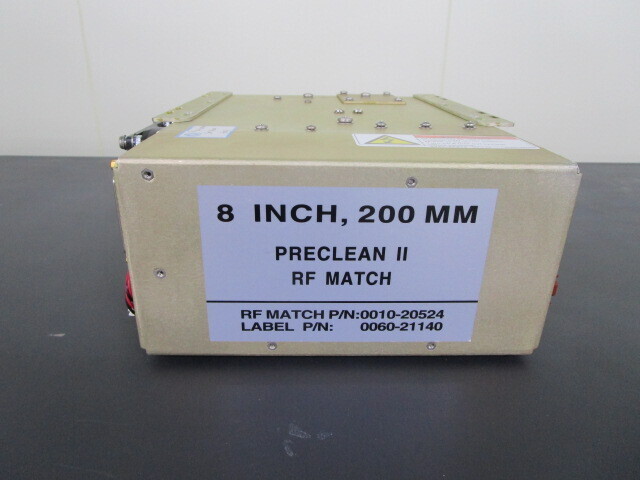 8 INCH, 200 MM
PRECLEAN II
RF MATCH
RF MATCH P/N:0010-20524
LABEL P/N: 0060-21140